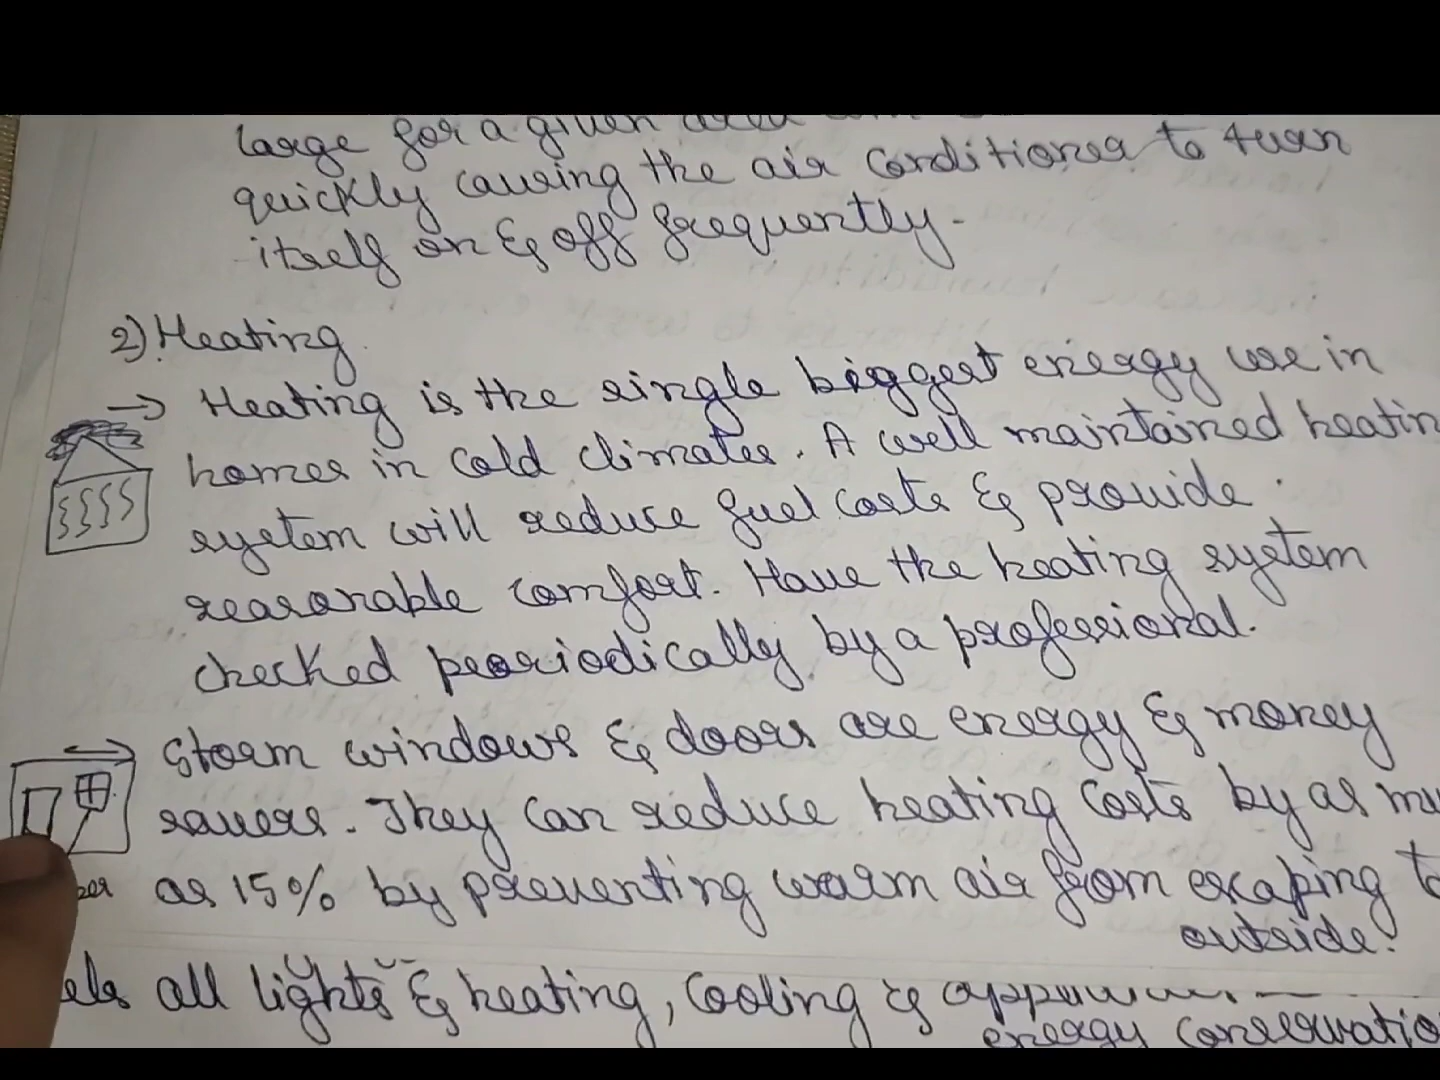 large for a given area
quickly causing the air conditioner to turn
itself on & off frequently.
2) Heating
→ Heating is the single biggest energy use in
homes in cold climates. A well maintained heatin
system will reduce fuel costs & provide
reasonable comfort. Have the heating system
checked periodically by a professional.
Storm windows & doors are energy & money
savers. They can reduce heating costs by as mu
as 15% by preventing warm air from escaping to
outside.
all lights & heating, cooling &
energy conservatio